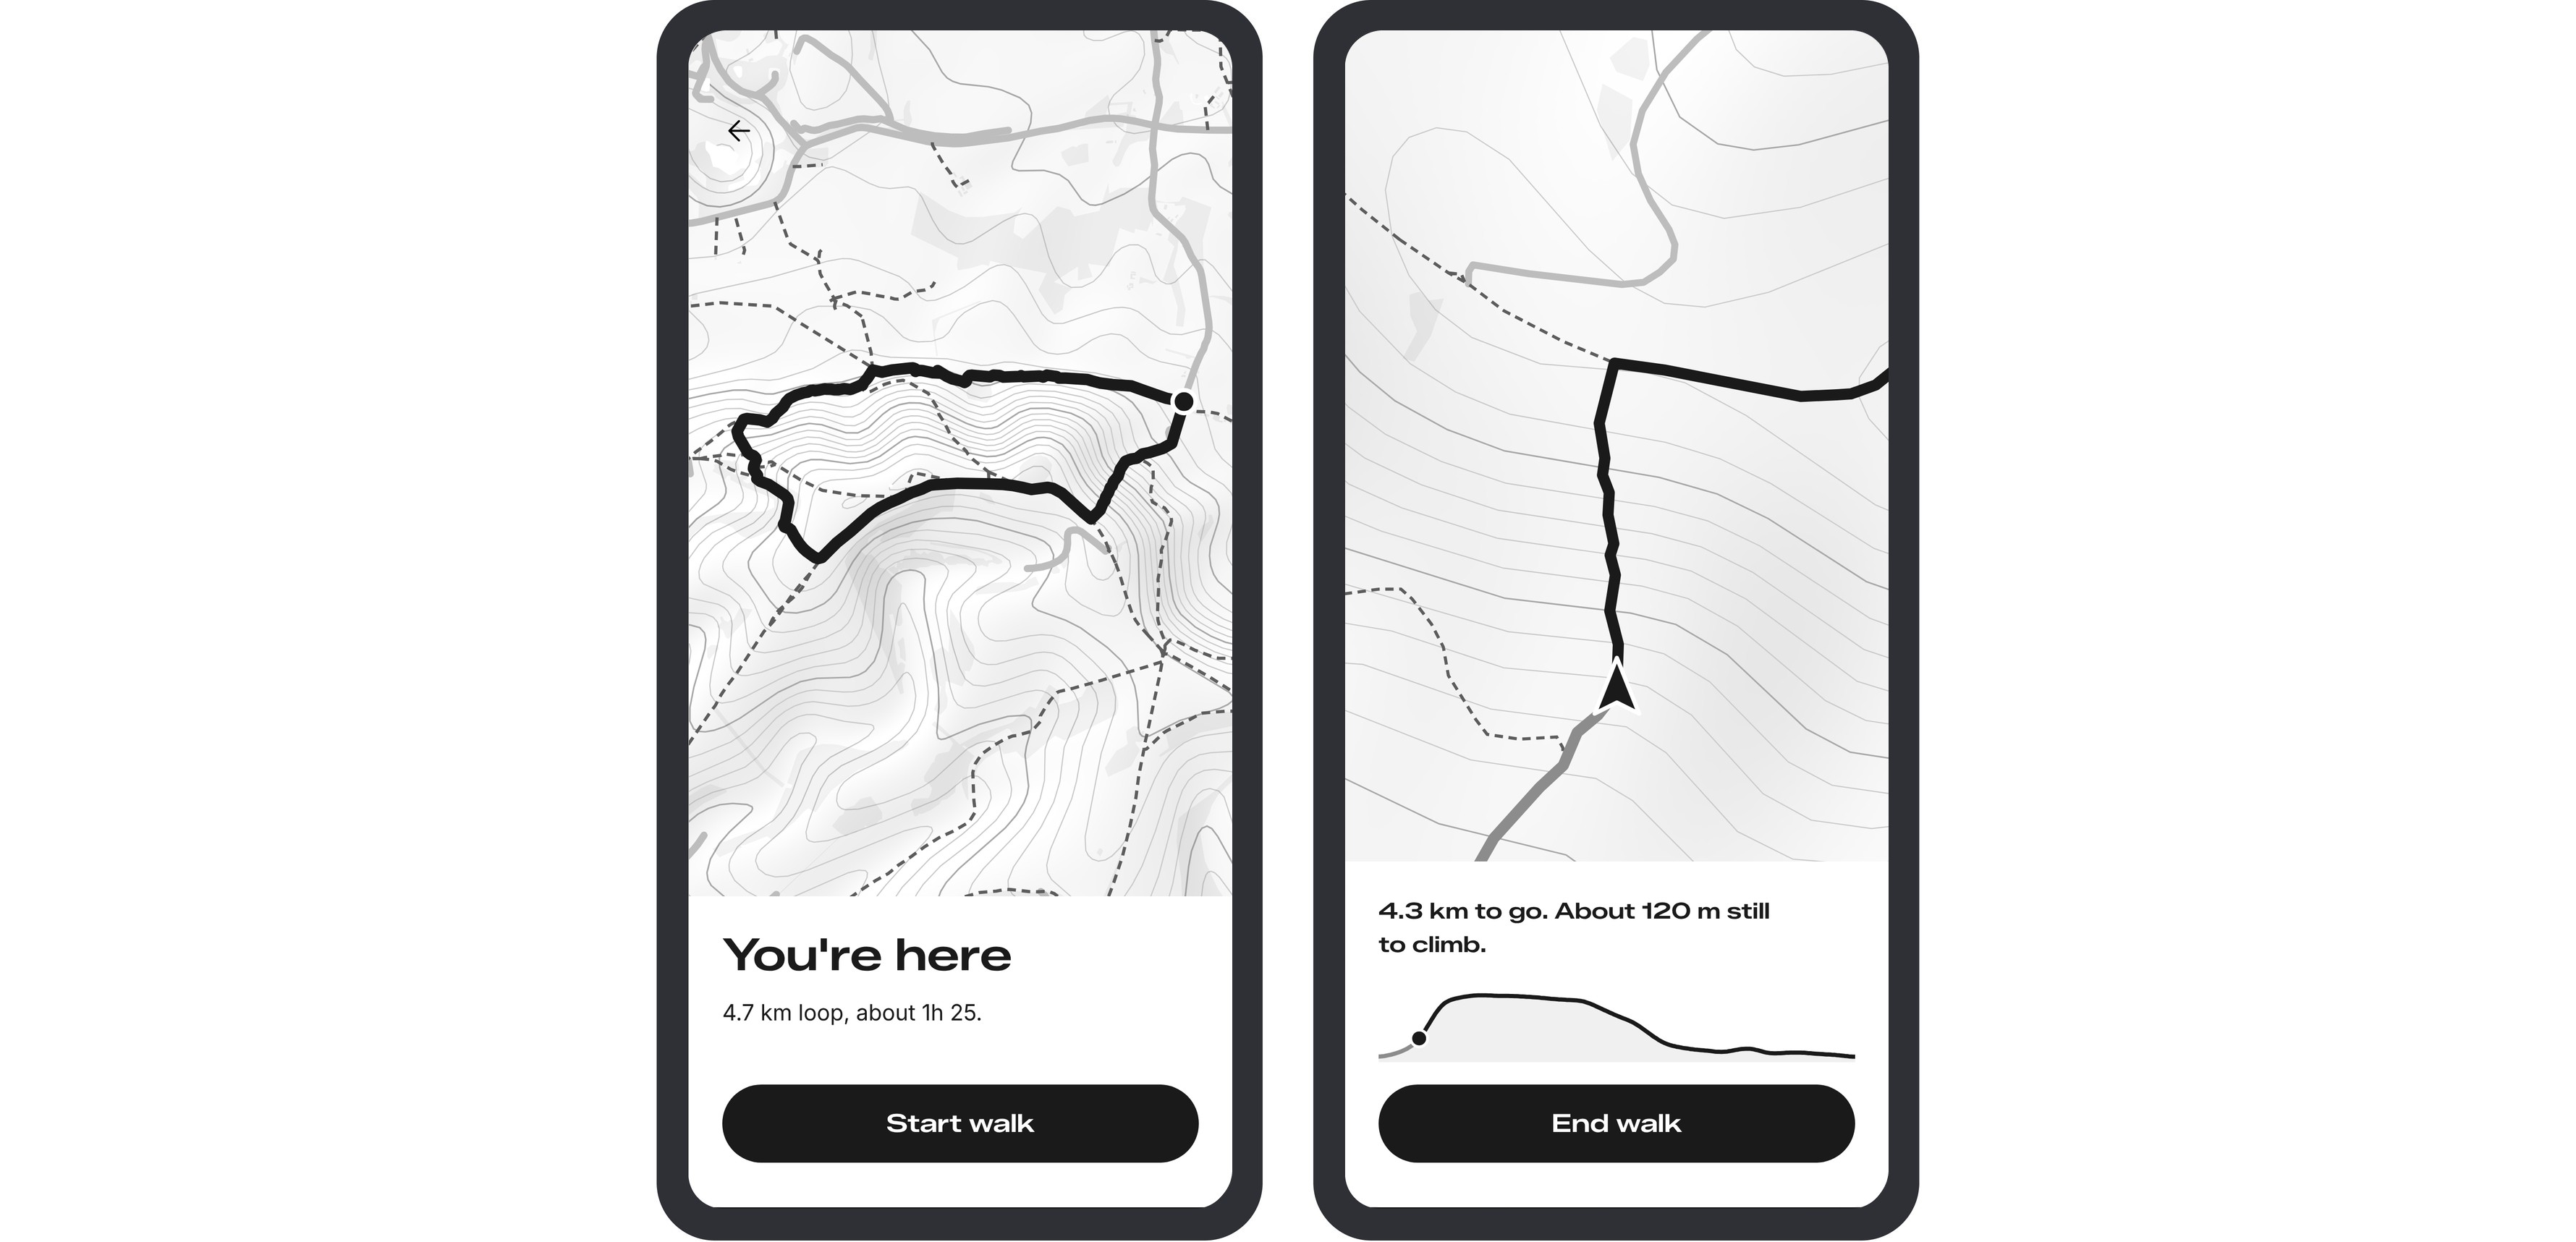 You're here
4.7 km loop, about 1h 25.
Start walk
4.3 km to go. About 120 m still
to climb.
End walk